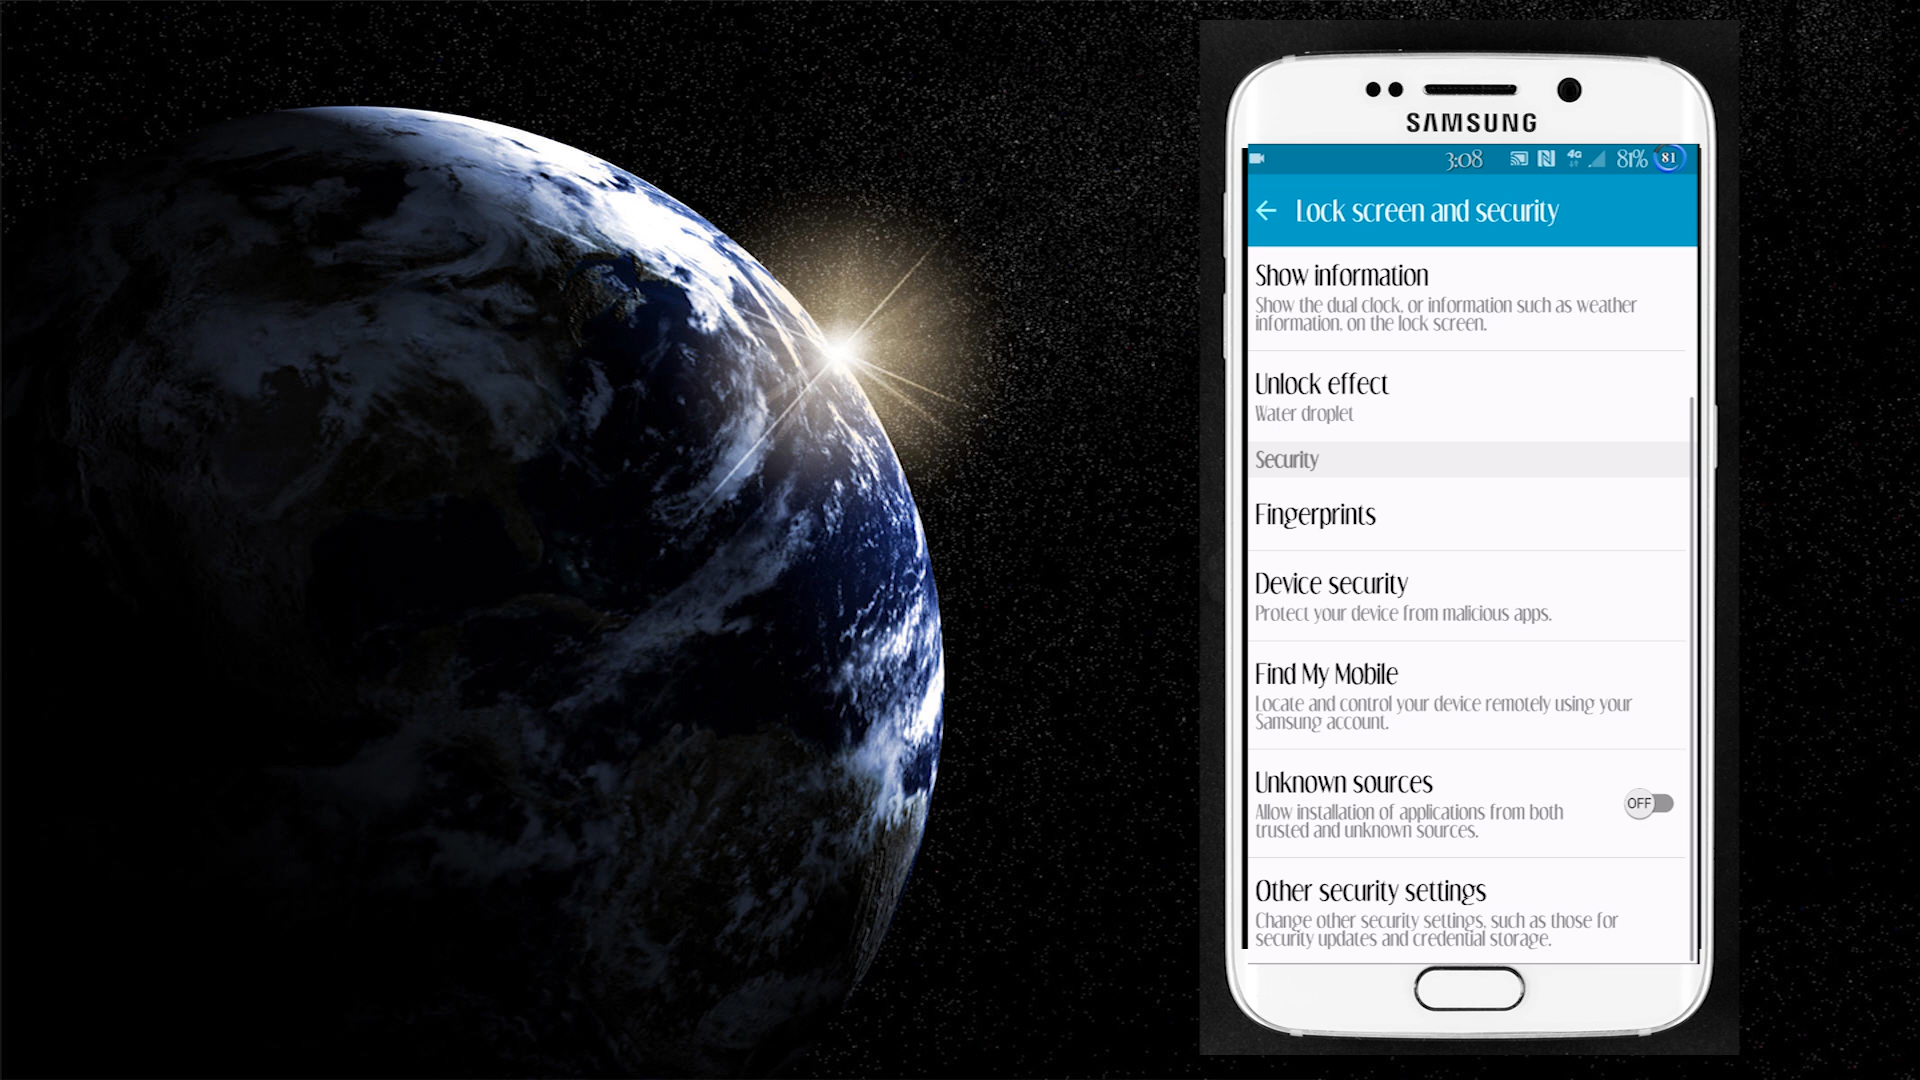 SAMSUNG
3:08 4G 81% 81
Lock screen and security
Show information
Show the dual clock, or information such as weather
information, on the lock screen.
Unlock effect
Water droplet
Security
Fingerprints
Device security
Protect your device from malicious apps.
Find My Mobile
Locate and control your device remotely using your
Samsung account.
Unknown sources
Allow installation of applications from both
trusted and unknown sources.
OFF
Other security settings
Change other security settings, such as those for
security updates and credential storage.